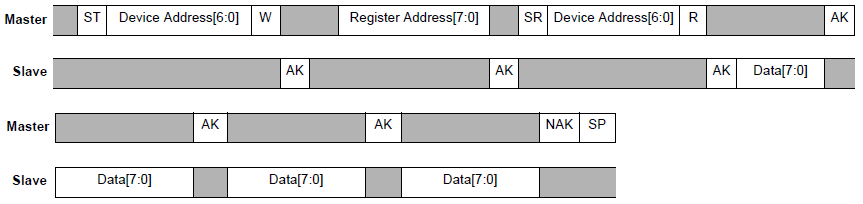 Master ST Device Address[6:0] W Register Address[7:0] SR Device Address[6:0] R AK
Slave AK AK AK Data[7:0]
Master AK AK NAK SP
Slave Data[7:0] Data[7:0] Data[7:0]